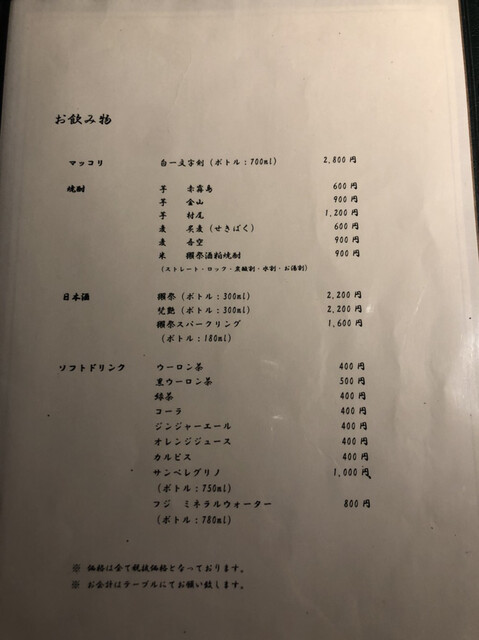 お飲み物
マッコリ 白一文字剣 (ボトル:700ml) 2,800円
焼酎 芋 赤霧島 600円
芋 金山 900円
芋 村尾 1,200円
麦 炙麦 (せきばく) 600円
麦 吾空 900円
米 獺祭酒粕焼酎 900円
(ストレート・ロック・炭酸割・水割・お湯割)
日本酒 獺祭 (ボトル:300ml) 2,200円
梵艶 (ボトル:300ml) 2,200円
獺祭スパークリング 1,600円
(ボトル:180ml)
ソフトドリンク ウーロン茶 400円
黒ウーロン茶 500円
緑茶 400円
コーラ 400円
ジンジャーエール 400円
オレンジジュース 400円
カルピス 400円
サンペレグリノ 1,000円
(ボトル:750ml)
フジ ミネラルウォーター 800円
(ボトル:780ml)
※ 価格は全て税抜価格となっております。
※ お会計はテーブルにてお願い致します。